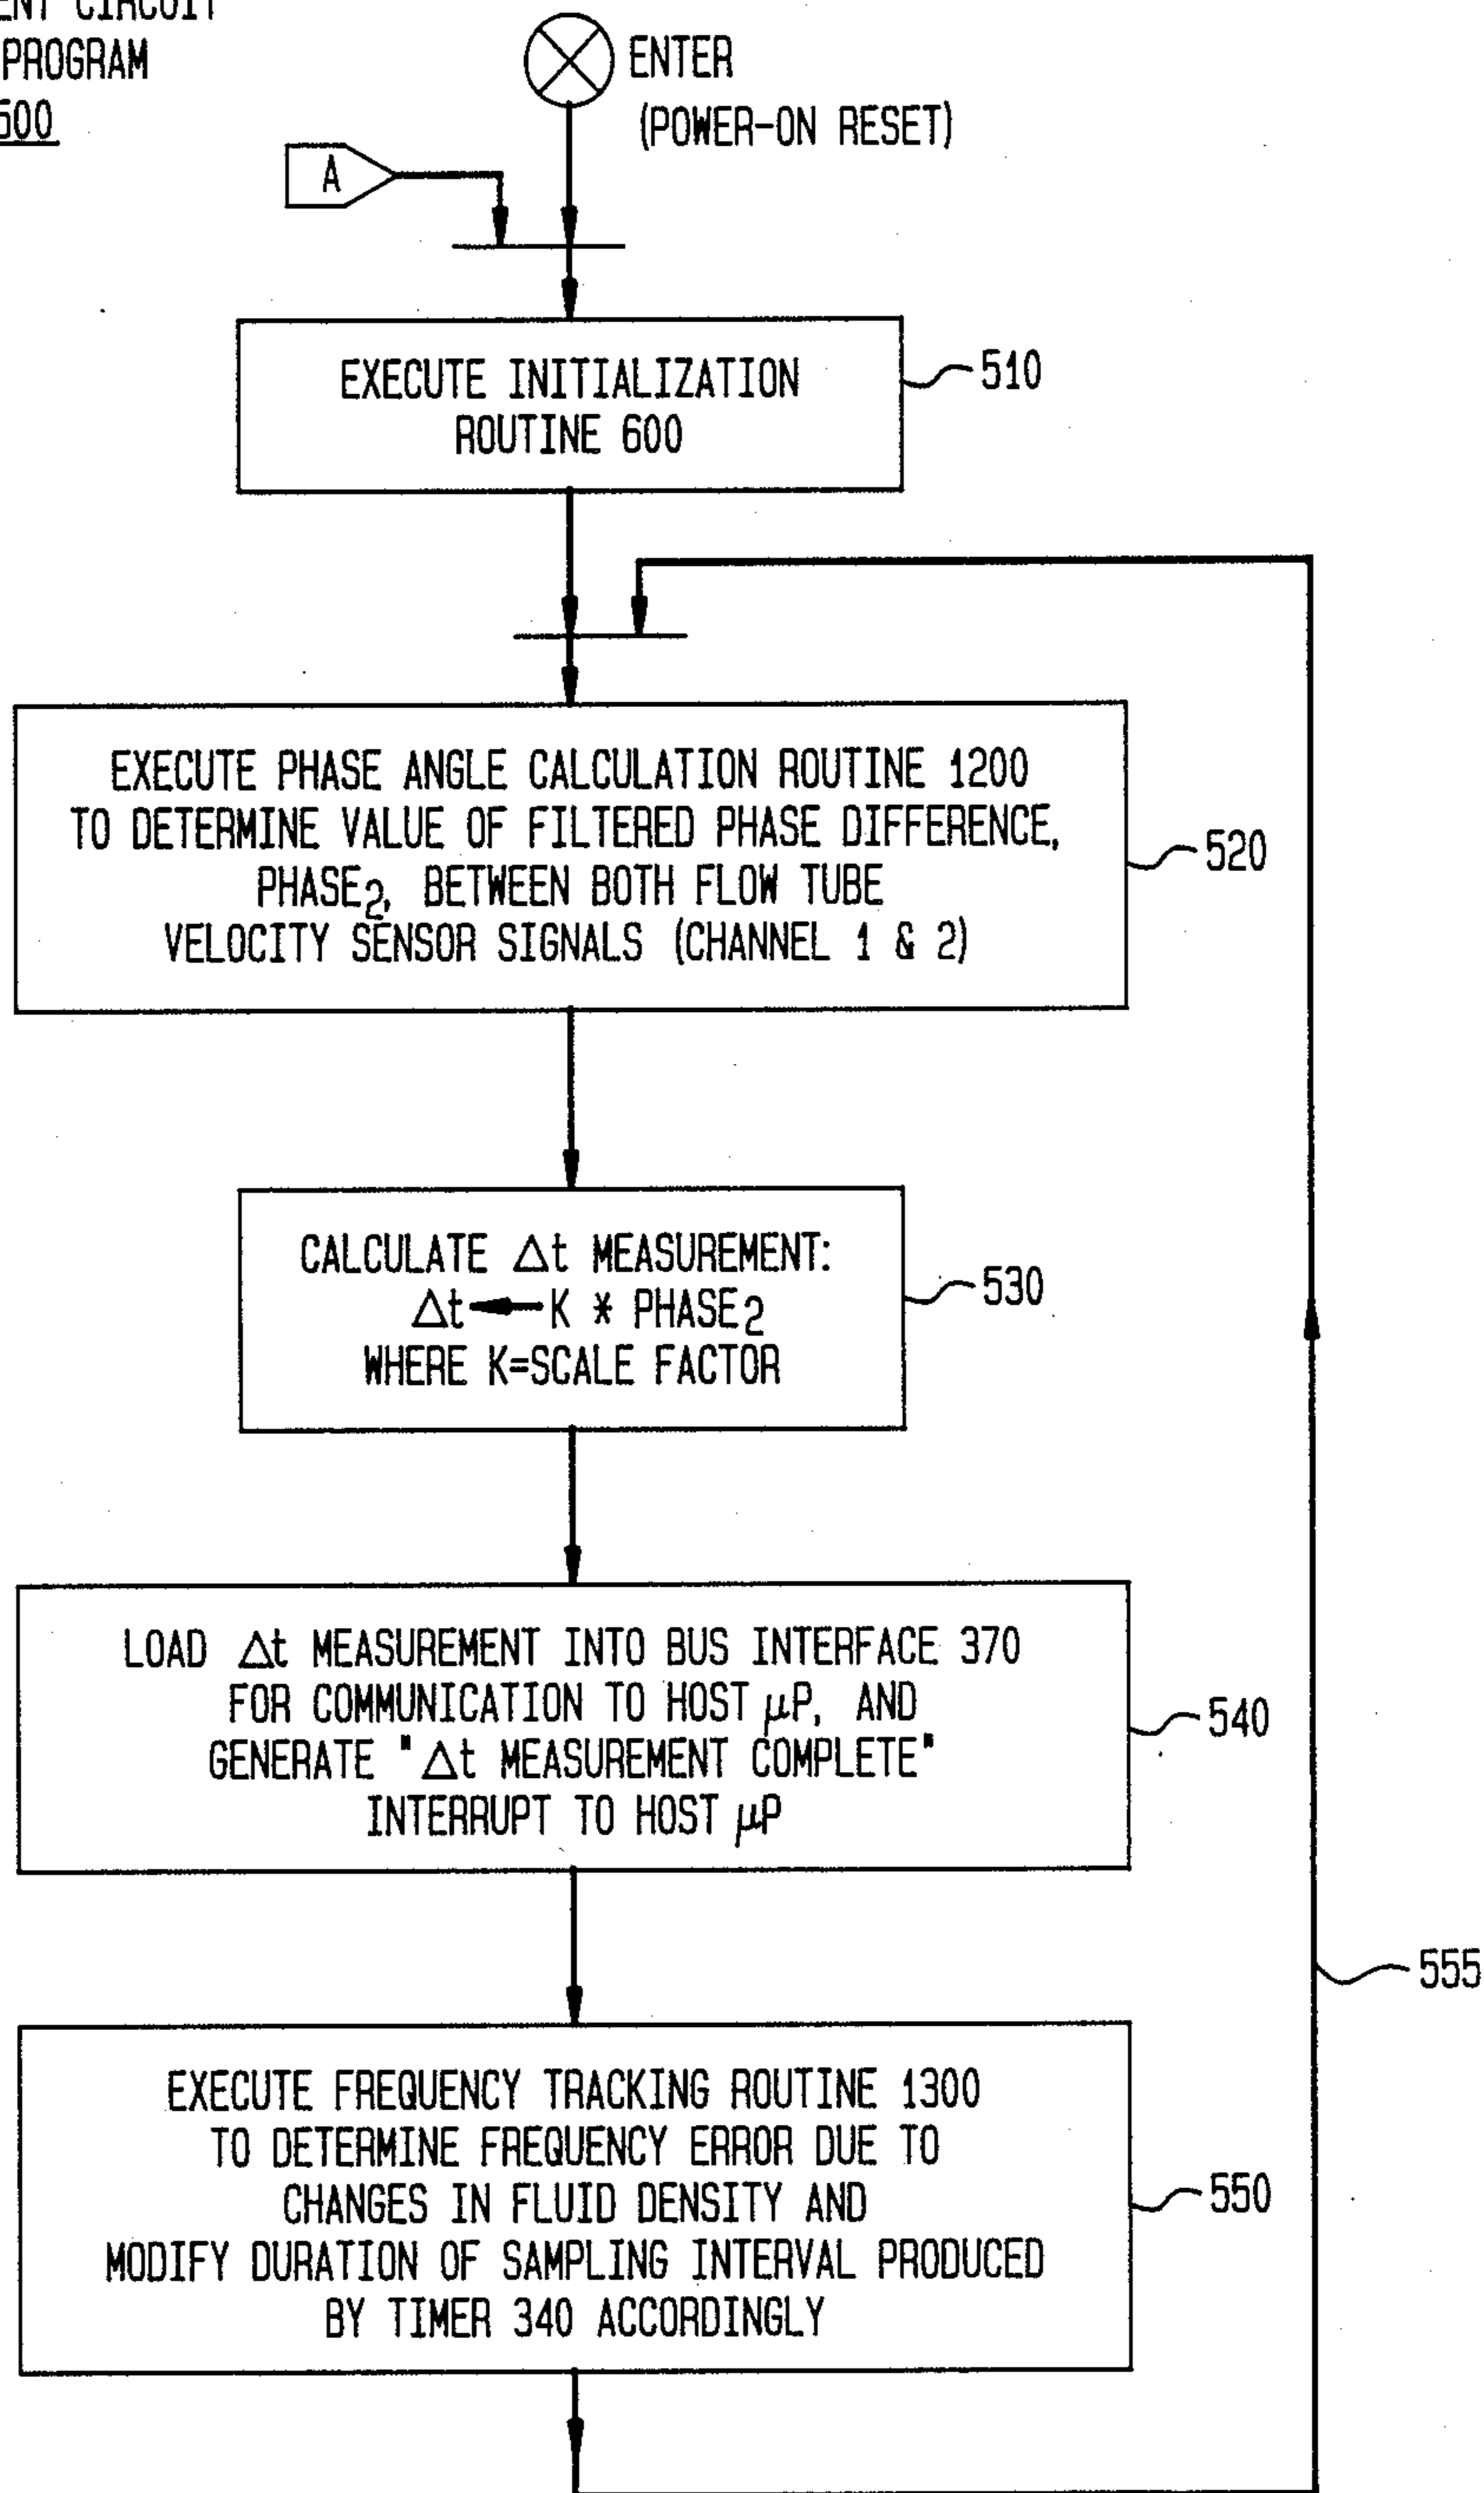 CIRCUIT
PROGRAM
ENTER
(POWER-ON RESET)
A
EXECUTE INITIALIZATION
ROUTINE 600
510
EXECUTE PHASE ANGLE CALCULATION ROUTINE 1200
TO DETERMINE VALUE OF FILTERED PHASE DIFFERENCE,
PHASE2, BETWEEN BOTH FLOW TUBE
VELOCITY SENSOR SIGNALS (CHANNEL 1 & 2)
520
CALCULATE Δt MEASUREMENT:
Δt ← K * PHASE2
WHERE K=SCALE FACTOR
530
LOAD Δt MEASUREMENT INTO BUS INTERFACE 370
FOR COMMUNICATION TO HOST μP, AND
GENERATE "Δt MEASUREMENT COMPLETE"
INTERRUPT TO HOST μP
540
555
EXECUTE FREQUENCY TRACKING ROUTINE 1300
TO DETERMINE FREQUENCY ERROR DUE TO
CHANGES IN FLUID DENSITY AND
MODIFY DURATION OF SAMPLING INTERVAL PRODUCED
BY TIMER 340 ACCORDINGLY
550